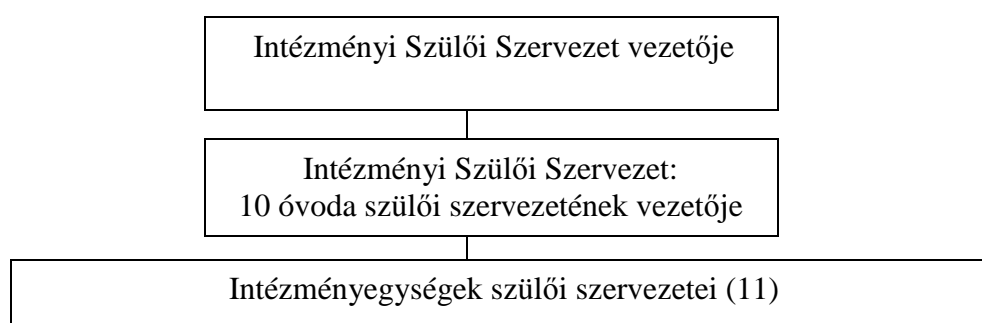 Intézményi Szülői Szervezet vezetője
Intézményi Szülői Szervezet:
10 óvoda szülői szervezetének vezetője
Intézményegységek szülői szervezetei (11)